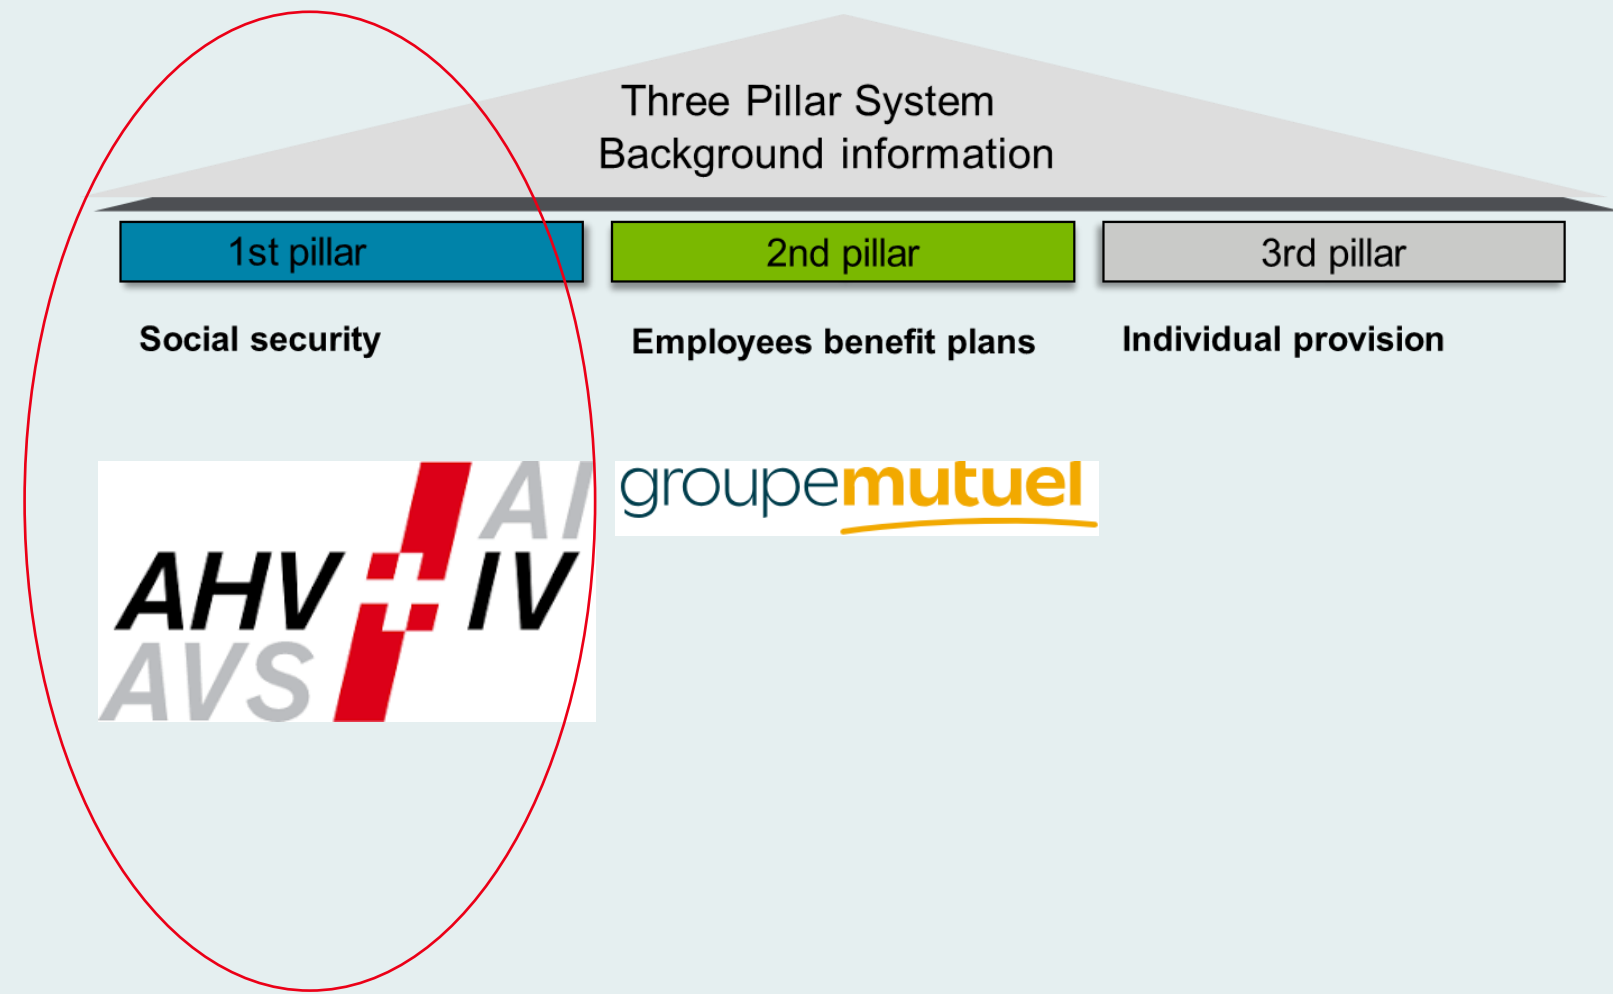 Three Pillar System
Background information
1st pillar
2nd pillar
3rd pillar
Social security
Employees benefit plans
Individual provision
AI
AHV IV
AVS
groupemutuel